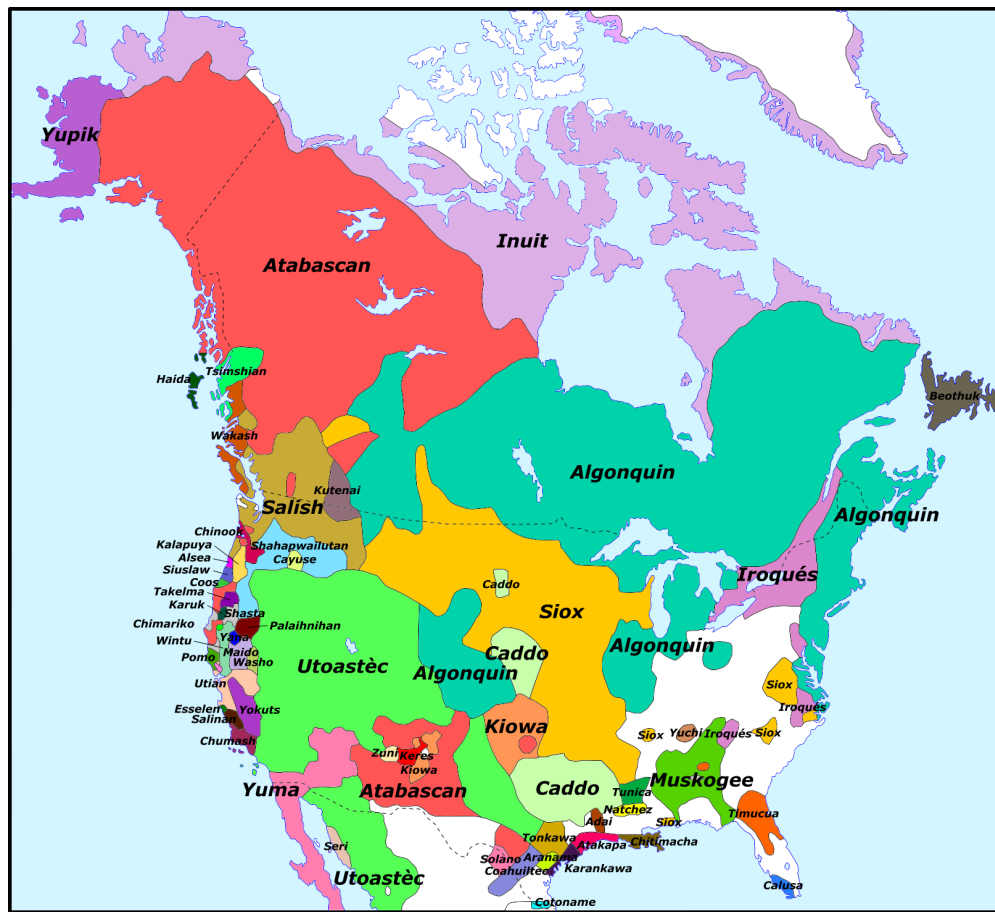 Yupik
Inuit
Atabascan
Tsimshian
Haida
Beothuk
Wakash
Algonquin
Kutenai
Salish
Algonquin
Chinook
Shahapwailutan
Kalapuya
Cayuse
Alsea
Siuslaw
Iroqués
Coos
Caddo
Takelma
Karuk
Siox
Shasta
Chimariko
Palaihnihan
Yana
Wintu
Maido
Algonquin
Pomo
Washo
Utoastèc
Caddo
Algonquin
Utian
Siox
Esselen
Yokuts
Iroqués
Salinan
Kiowa
Chumash
Siox
Yuchi
Iroqués
Siox
Zuni
Keres
Kiowa
Muskogee
Yuma
Atabascan
Caddo
Tunica
Natchez
Timucua
Adai
Siox
Tonkawa
Atakapa
Chitimacha
Seri
Solano
Aranama
Coahuiltec
Karankawa
Utoastèc
Calusa
Cotoname